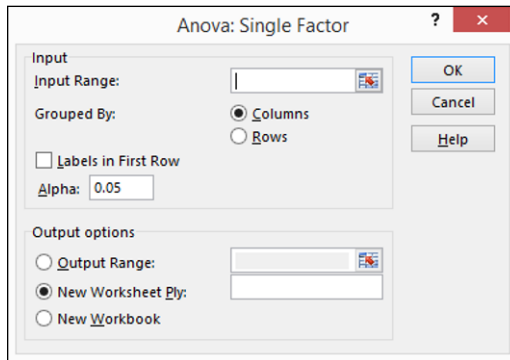 Anova: Single Factor
?
Input
Input Range:
Grouped By:
Columns
Rows
Labels in First Row
Alpha:
0.05
OK
Cancel
Help
Output options
Output Range:
New Worksheet Ply:
New Workbook